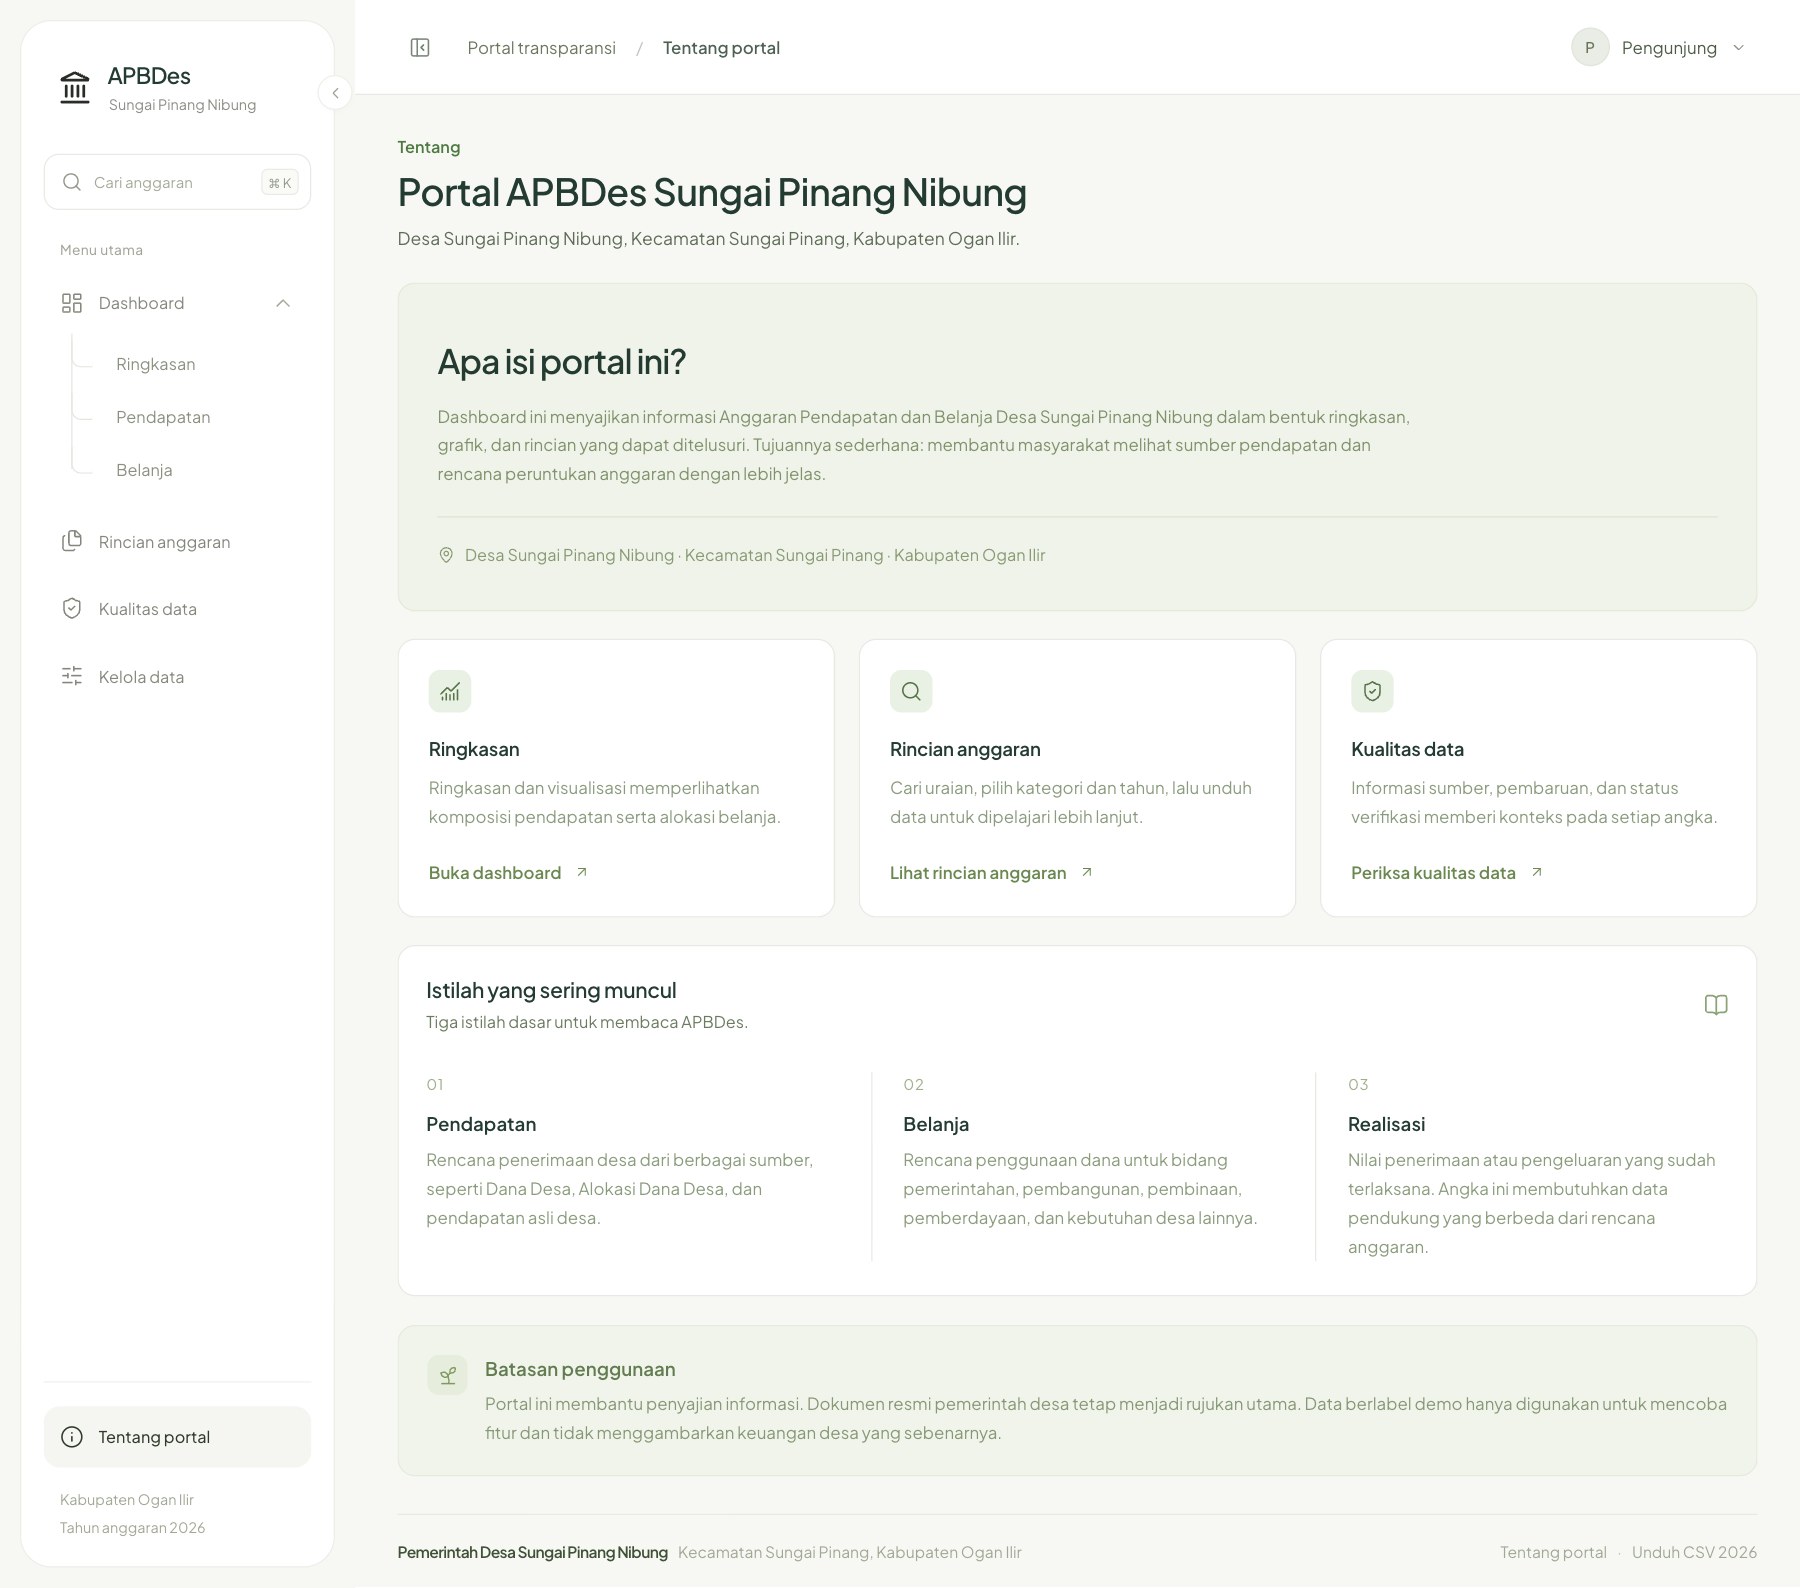 APBDes
Sungai Pinang Nibung
Cari anggaran
⌘ K
Menu utama
Dashboard
Ringkasan
Pendapatan
Belanja
Rincian anggaran
Kualitas data
Kelola data
Tentang portal
Kabupaten Ogan Ilir
Tahun anggaran 2026
Portal transparansi / Tentang portal
P Pengunjung
Tentang
Portal APBDes Sungai Pinang Nibung
Desa Sungai Pinang Nibung, Kecamatan Sungai Pinang, Kabupaten Ogan Ilir.
Apa isi portal ini?
Dashboard ini menyajikan informasi Anggaran Pendapatan dan Belanja Desa Sungai Pinang Nibung dalam bentuk ringkasan,
grafik, dan rincian yang dapat ditelusuri. Tujuannya sederhana: membantu masyarakat melihat sumber pendapatan dan
rencana peruntukan anggaran dengan lebih jelas.
Desa Sungai Pinang Nibung · Kecamatan Sungai Pinang · Kabupaten Ogan Ilir
Ringkasan
Ringkasan dan visualisasi memperlihatkan
komposisi pendapatan serta alokasi belanja.
Buka dashboard
Rincian anggaran
Cari uraian, pilih kategori dan tahun, lalu unduh
data untuk dipelajari lebih lanjut.
Lihat rincian anggaran
Kualitas data
Informasi sumber, pembaruan, dan status
verifikasi memberi konteks pada setiap angka.
Periksa kualitas data
Istilah yang sering muncul
Tiga istilah dasar untuk membaca APBDes.
01
Pendapatan
Rencana penerimaan desa dari berbagai sumber,
seperti Dana Desa, Alokasi Dana Desa, dan
pendapatan asli desa.
02
Belanja
Rencana penggunaan dana untuk bidang
pemerintahan, pembangunan, pembinaan,
pemberdayaan, dan kebutuhan desa lainnya.
03
Realisasi
Nilai penerimaan atau pengeluaran yang sudah
terlaksana. Angka ini membutuhkan data
pendukung yang berbeda dari rencana
anggaran.
Batasan penggunaan
Portal ini membantu penyajian informasi. Dokumen resmi pemerintah desa tetap menjadi rujukan utama. Data berlabel demo hanya digunakan untuk mencoba
fitur dan tidak menggambarkan keuangan desa yang sebenarnya.
Pemerintah Desa Sungai Pinang Nibung Kecamatan Sungai Pinang, Kabupaten Ogan Ilir
Tentang portal · Unduh CSV 2026